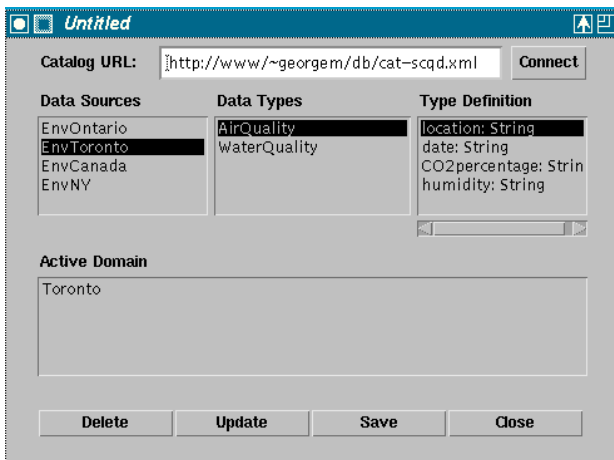 Untitled
Catalog URL: http://www/~georgem/db/cat-scqd.xml Connect
Data Sources Data Types Type Definition
EnvOntario AirQuality location: String
EnvToronto WaterQuality date: String
EnvCanada CO2percentage: Strin
EnvNY humidity: String
Active Domain
Toronto
Delete Update Save Close